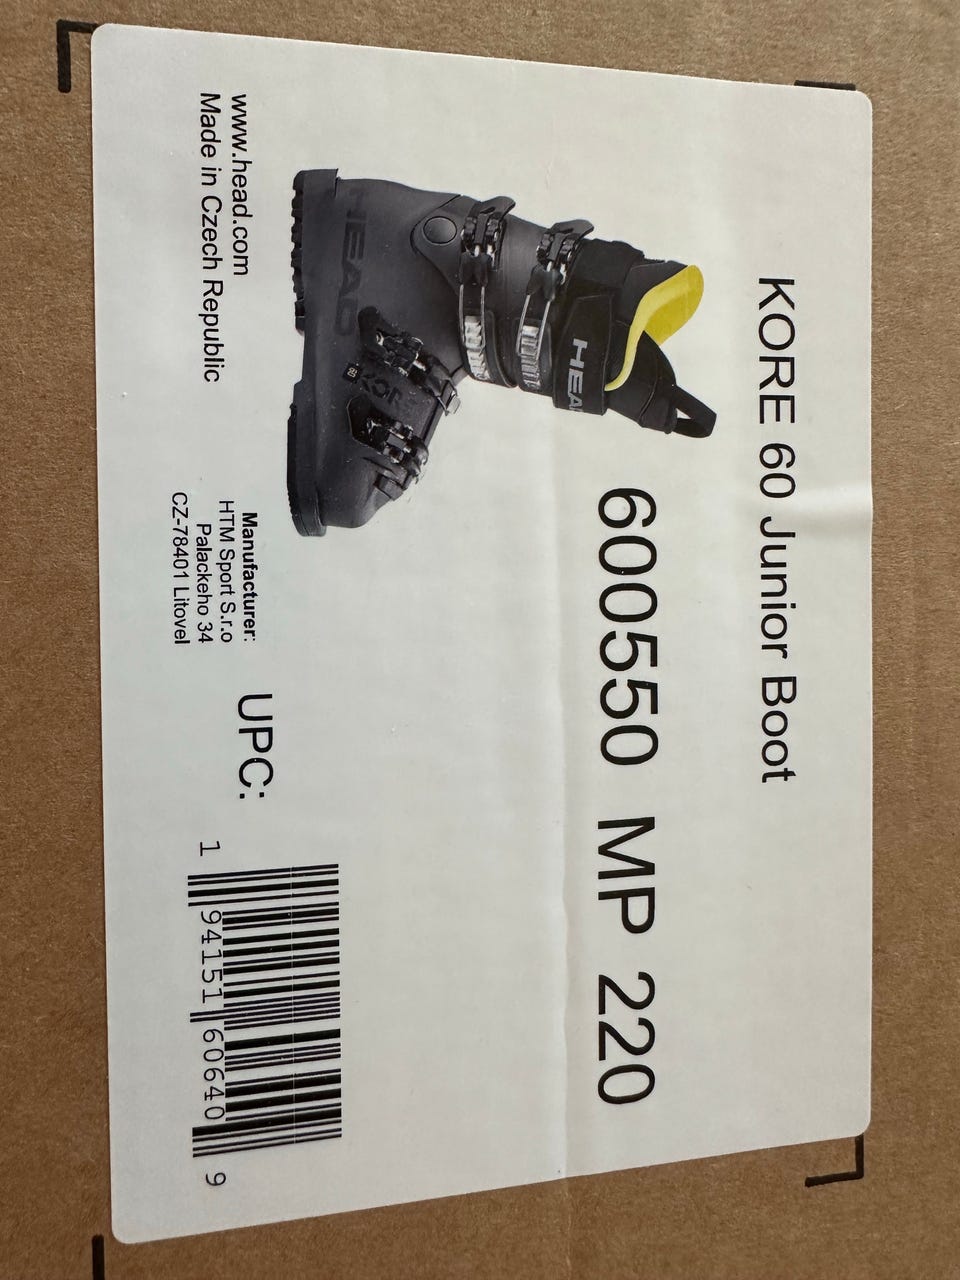 KORE 60 Junior Boot
600550 MP 220
HEAD
HEAD
www.head.com
Made in Czech Republic
Manufacturer:
HTM Sport S.r.o
Palackeho 34
CZ-78401 Litovel
UPC:
1 94151 60640 9